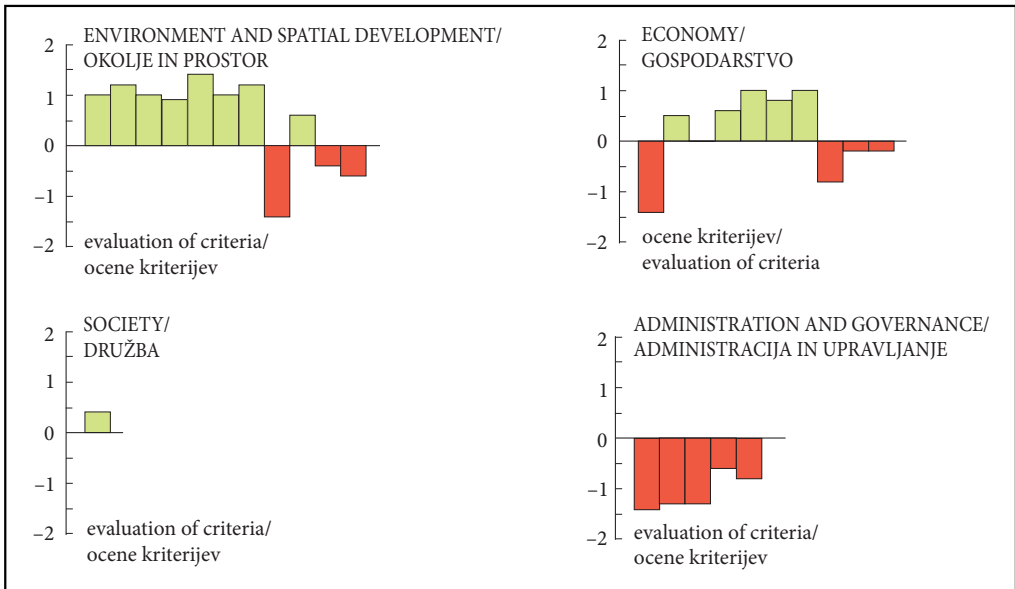 ENVIRONMENT AND SPATIAL DEVELOPMENT/
OKOLJE IN PROSTOR
2
1
0
–1
–2
evaluation of criteria/
ocene kriterijev
ECONOMY/
GOSPODARSTVO
2
1
0
–1
–2
ocene kriterijev/
evaluation of criteria
SOCIETY/
DRUŽBA
2
1
0
–1
–2
evaluation of criteria/
ocene kriterijev
ADMINISTRATION AND GOVERNANCE/
ADMINISTRACIJA IN UPRAVLJANJE
2
1
0
–1
–2
evaluation of criteria/
ocene kriterijev